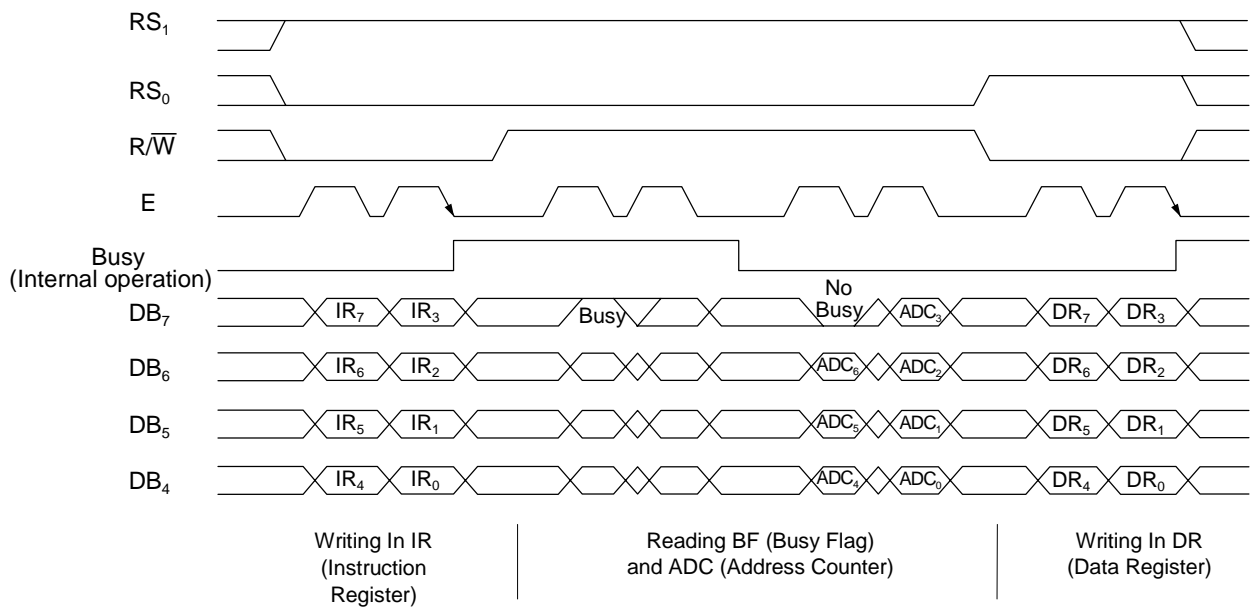 RS₁
RS₀
R/W̅
E
Busy
(Internal operation)
No
Busy
DB₇ IR₇ IR₃ Busy ADC₃ DR₇ DR₃
DB₆ IR₆ IR₂ ADC₆ ADC₂ DR₆ DR₂
DB₅ IR₅ IR₁ ADC₅ ADC₁ DR₅ DR₁
DB₄ IR₄ IR₀ ADC₄ ADC₀ DR₄ DR₀
Writing In IR
(Instruction
Register)
Reading BF (Busy Flag)
and ADC (Address Counter)
Writing In DR
(Data Register)